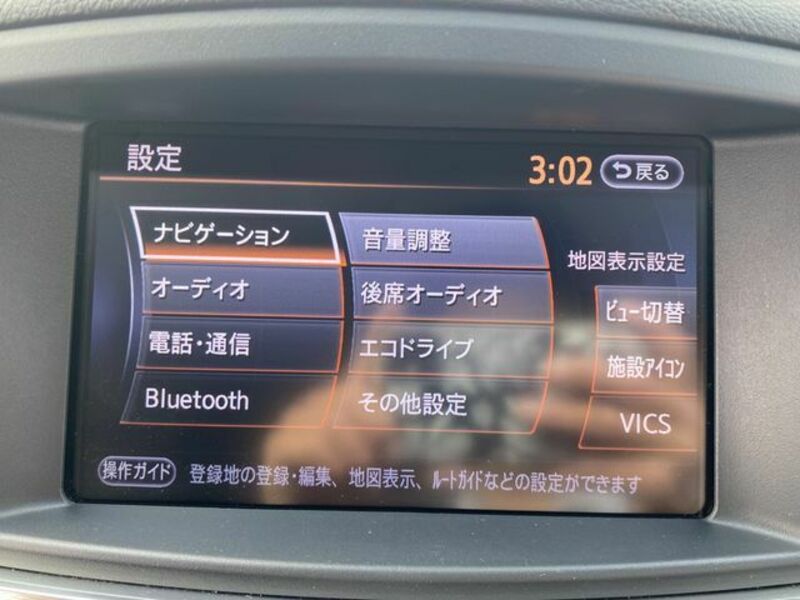 設定
3:02
戻る
ナビゲーション
音量調整
地図表示設定
オーディオ
後席オーディオ
ビュー切替
電話・通信
エコドライブ
施設アイコン
Bluetooth
その他設定
VICS
操作ガイド 登録地の登録・編集、地図表示、ルートガイドなどの設定ができます